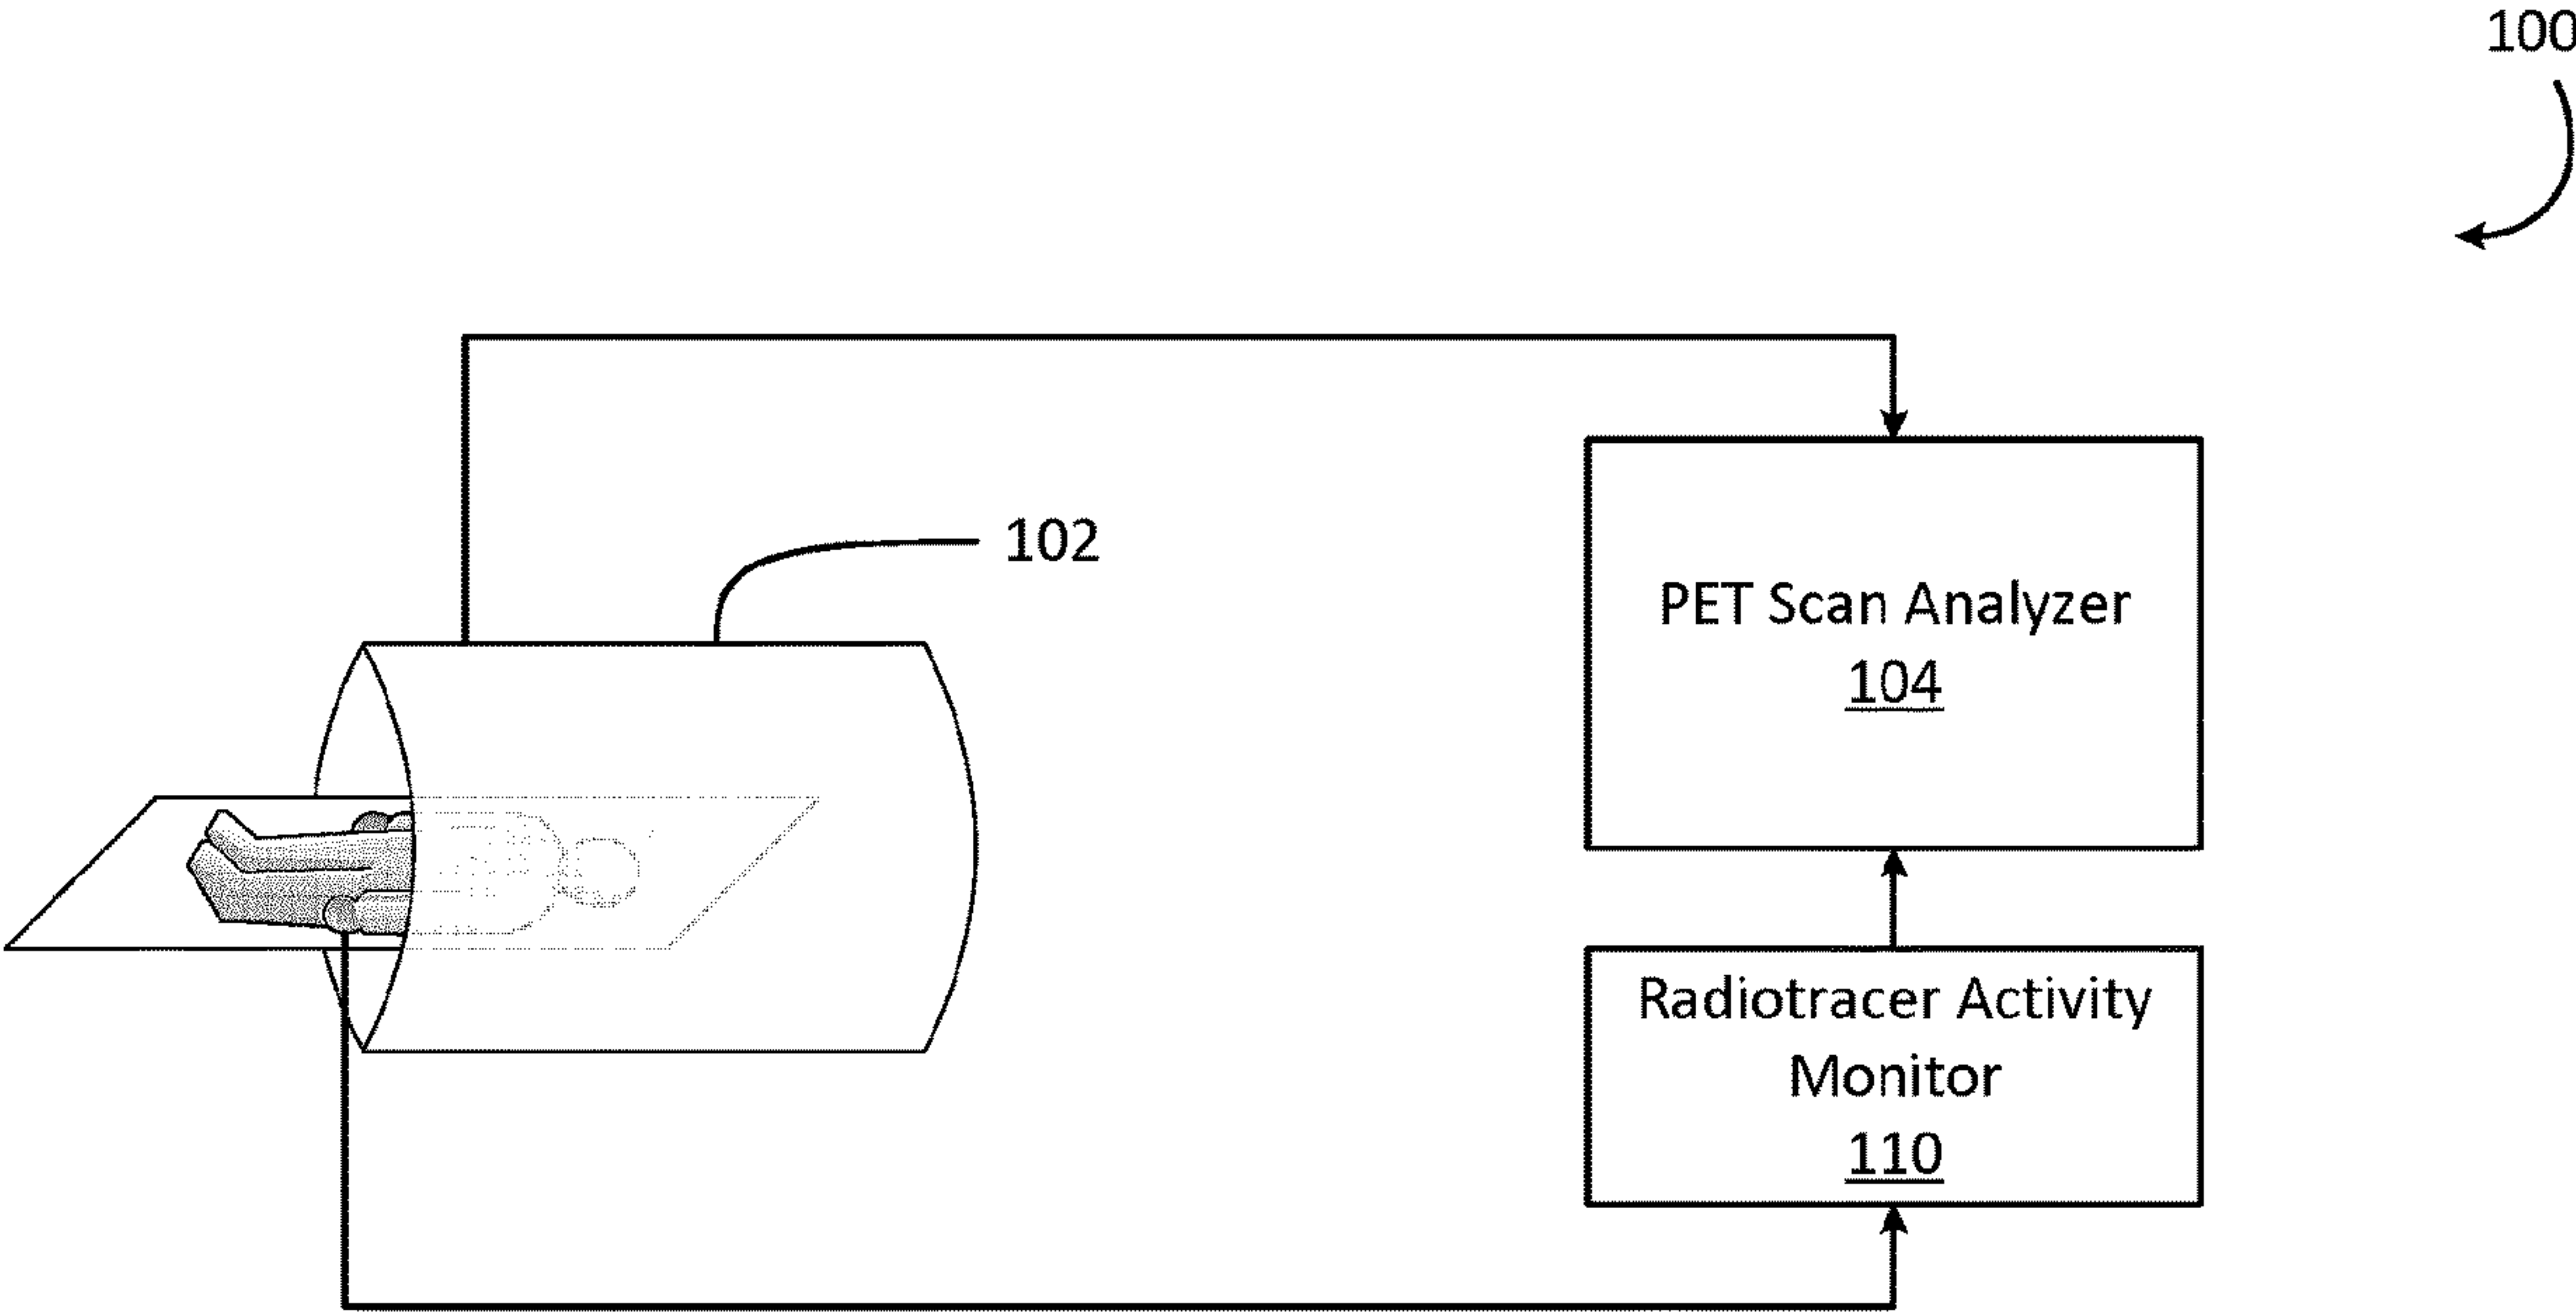 100
102
PET Scan Analyzer
104
Radiotracer Activity
Monitor
110